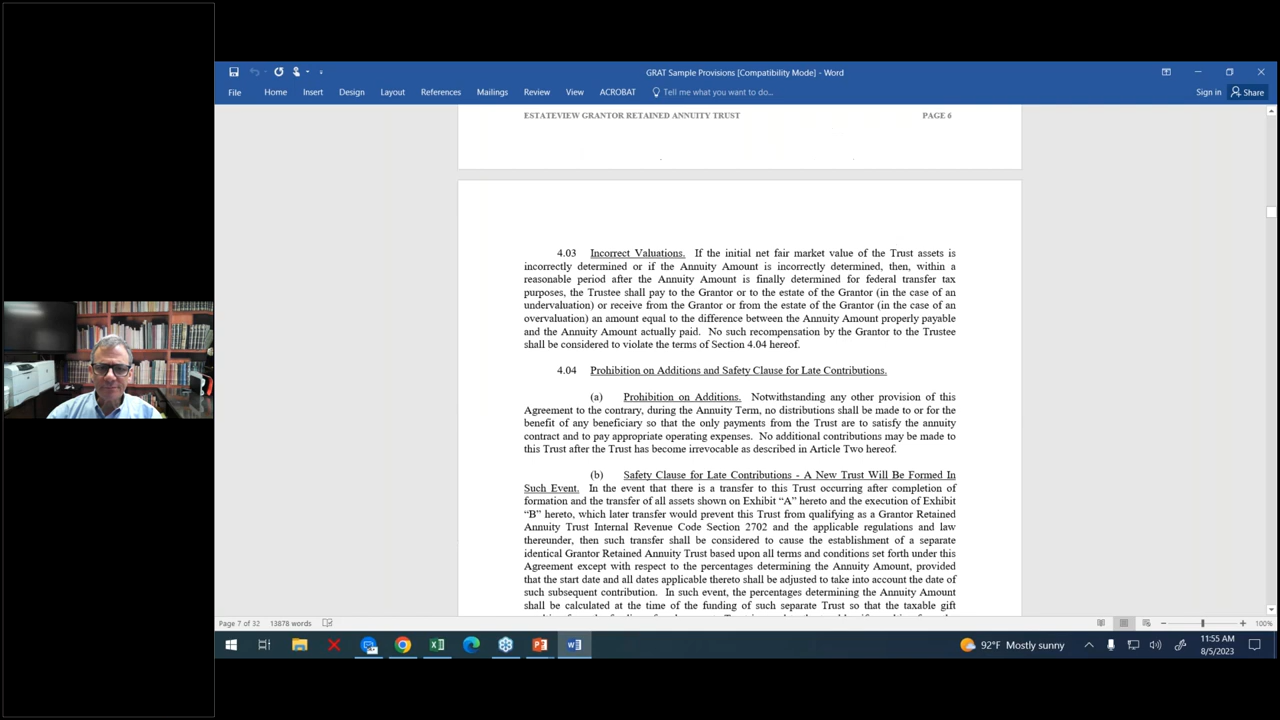 GRAT Sample Provisions [Compatibility Mode] - Word
File Home Insert Design Layout References Mailings Review View ACROBAT Tell me what you want to do... Sign in Share
ESTATEVIEW GRANTOR RETAINED ANNUITY TRUST PAGE 6
4.03 Incorrect Valuations. If the initial net fair market value of the Trust assets is
incorrectly determined or if the Annuity Amount is incorrectly determined, then, within a
reasonable period after the Annuity Amount is finally determined for federal transfer tax
purposes, the Trustee shall pay to the Grantor or to the estate of the Grantor (in the case of an
undervaluation) or receive from the Grantor or from the estate of the Grantor (in the case of an
overvaluation) an amount equal to the difference between the Annuity Amount properly payable
and the Annuity Amount actually paid. No such recompensation by the Grantor to the Trustee
shall be considered to violate the terms of Section 4.04 hereof.
4.04 Prohibition on Additions and Safety Clause for Late Contributions.
(a) Prohibition on Additions. Notwithstanding any other provision of this
Agreement to the contrary, during the Annuity Term, no distributions shall be made to or for the
benefit of any beneficiary so that the only payments from the Trust are to satisfy the annuity
contract and to pay appropriate operating expenses. No additional contributions may be made to
this Trust after the Trust has become irrevocable as described in Article Two hereof.
(b) Safety Clause for Late Contributions - A New Trust Will Be Formed In
Such Event. In the event that there is a transfer to this Trust occurring after completion of
formation and the transfer of all assets shown on Exhibit “A” hereto and the execution of Exhibit
“B” hereto, which later transfer would prevent this Trust from qualifying as a Grantor Retained
Annuity Trust Internal Revenue Code Section 2702 and the applicable regulations and law
thereunder, then such transfer shall be considered to cause the establishment of a separate
identical Grantor Retained Annuity Trust based upon all terms and conditions set forth under this
Agreement except with respect to the percentages determining the Annuity Amount, provided
that the start date and all dates applicable thereto shall be adjusted to take into account the date of
such subsequent contribution. In such event, the percentages determining the Annuity Amount
shall be calculated at the time of the funding of such separate Trust so that the taxable gift
Page 7 of 32 13878 words 100%
92°F Mostly sunny 11:55 AM
8/5/2023